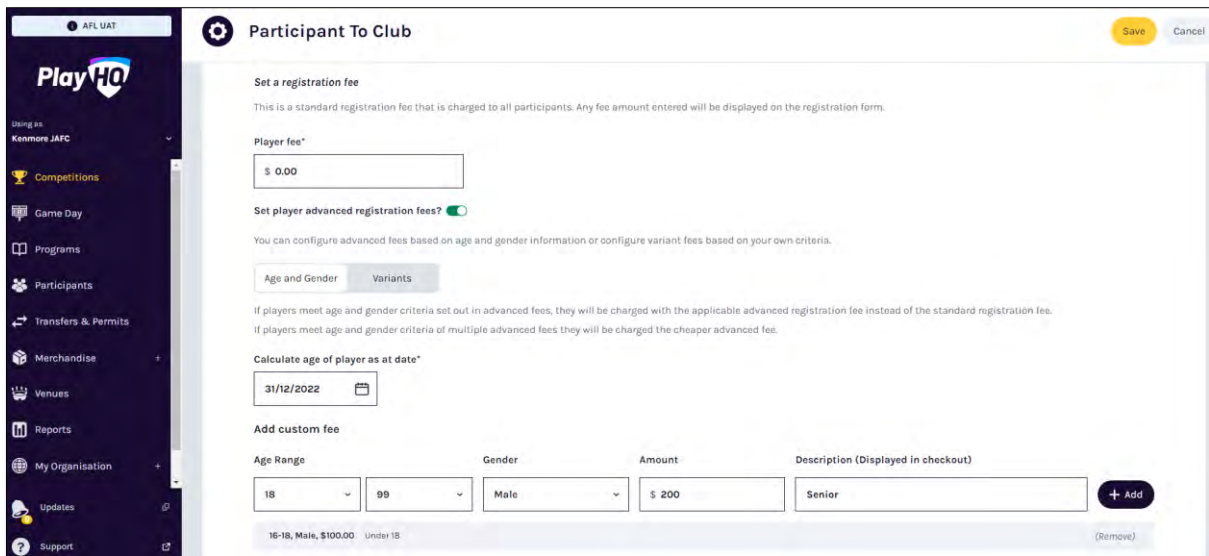 AFL UAT
PlayHQ
Using as
Kenmore JAFC
Competitions
Game Day
Programs
Participants
Transfers & Permits
Merchandise +
Venues
Reports
My Organisation +
Updates
Support
Participant To Club
Save
Cancel
Set a registration fee
This is a standard registration fee that is charged to all participants. Any fee amount entered will be displayed on the registration form.
Player fee*
$ 0.00
Set player advanced registration fees?
You can configure advanced fees based on age and gender information or configure variant fees based on your own criteria.
Age and Gender Variants
If players meet age and gender criteria set out in advanced fees, they will be charged with the applicable advanced registration fee instead of the standard registration fee.
If players meet age and gender criteria of multiple advanced fees they will be charged the cheaper advanced fee.
Calculate age of player as at date*
31/12/2022
Add custom fee
Age Range Gender Amount Description (Displayed in checkout)
18 99 Male $ 200 Senior + Add
16-18, Male, $100.00 Under 18 (Remove)